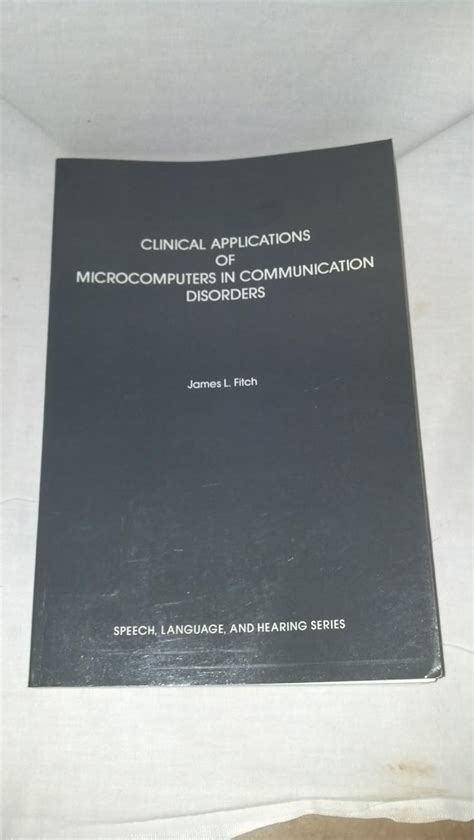 CLINICAL APPLICATIONS
OF
MICROCOMPUTERS IN COMMUNICATION
DISORDERS
James L. Fitch
SPEECH, LANGUAGE, AND HEARING SERIES